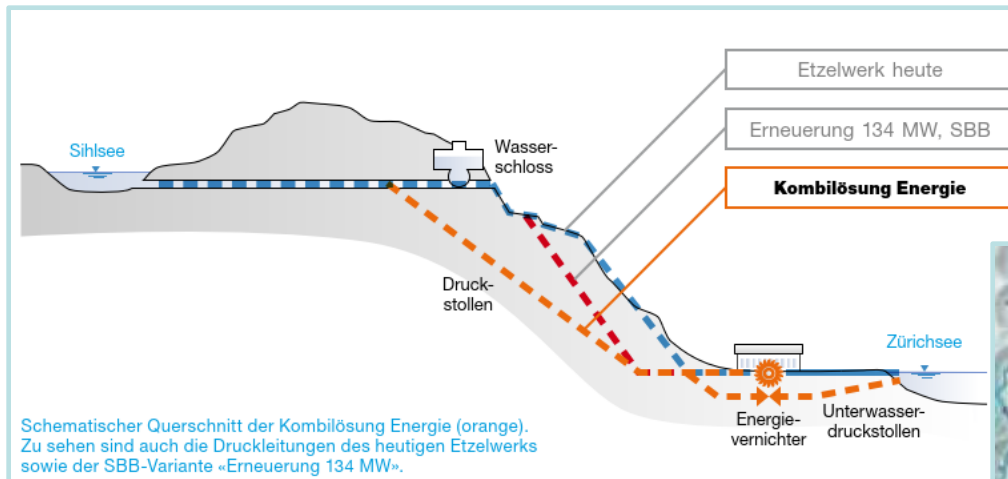 Etzelwerk heute
Erneuerung 134 MW, SBB
Kombilösung Energie
Sihlsee
Wasser-
schloss
Druck-
stollen
Zürichsee
Energie-
vernichter
Unterwasser-
druckstollen
Schematischer Querschnitt der Kombilösung Energie (orange).
Zu sehen sind auch die Druckleitungen des heutigen Etzelwerks
sowie der SBB-Variante «Erneuerung 134 MW».